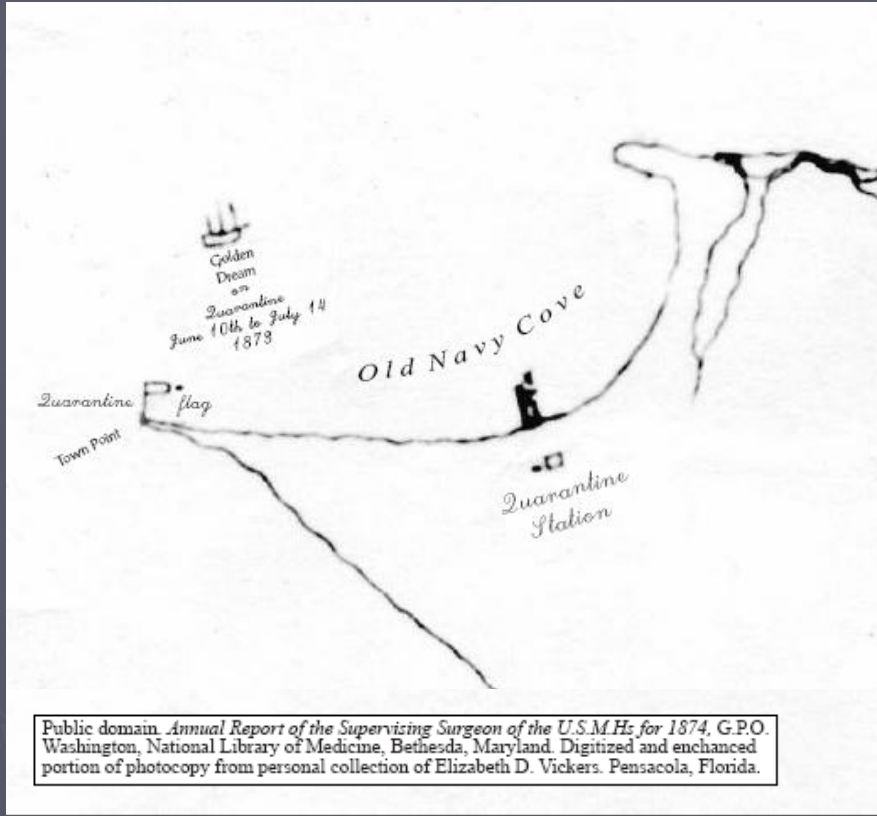 Golden
Dream
on
Quarantine
June 10th to July 14
1873
Old Navy Cove
Quarantine flag
Town Point
Quarantine
Station
Public domain. Annual Report of the Supervising Surgeon of the U.S.M.Hs for 1874, G.P.O.
Washington, National Library of Medicine, Bethesda, Maryland. Digitized and enchanced
portion of photocopy from personal collection of Elizabeth D. Vickers. Pensacola, Florida.